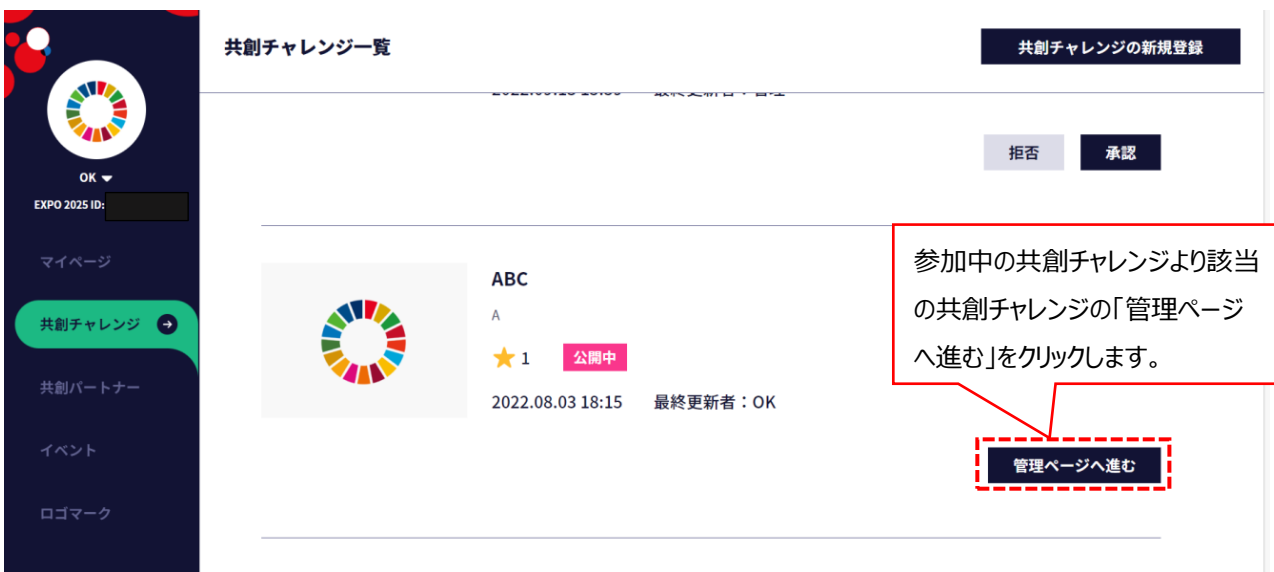 共創チャレンジ一覧
共創チャレンジの新規登録
拒否
承認
OK
EXPO 2025 ID:
マイページ
共創チャレンジ
共創パートナー
イベント
ロゴマーク
ABC
A
1
公開中
2022.08.03 18:15 最終更新者：OK
参加中の共創チャレンジより該当
の共創チャレンジの「管理ページ
へ進む」をクリックします。
管理ページへ進む